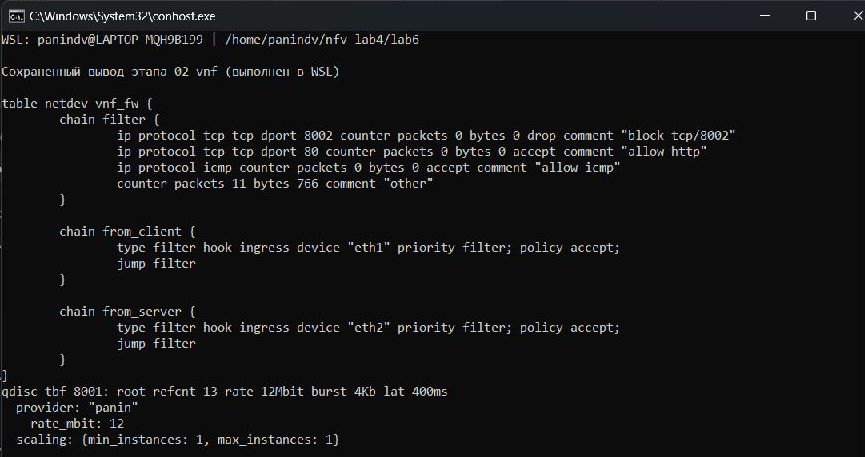 C:\Windows\System32\conhost.exe
WSL: panindv@LAPTOP MQH9B199 | /home/panindv/nfv lab4/lab6
Сохраненный вывод этапа 02 vnf (выполнен в WSL)
table netdev vnf_fw {
chain filter {
ip protocol tcp tcp dport 8002 counter packets 0 bytes 0 drop comment "block tcp/8002"
ip protocol tcp tcp dport 80 counter packets 0 bytes 0 accept comment "allow http"
ip protocol icmp counter packets 0 bytes 0 accept comment "allow icmp"
counter packets 11 bytes 766 comment "other"
}
chain from_client {
type filter hook ingress device "eth1" priority filter; policy accept;
jump filter
}
chain from_server {
type filter hook ingress device "eth2" priority filter; policy accept;
jump filter
}
}
qdisc tbf 8001: root refcnt 13 rate 12Mbit burst 4Kb lat 400ms
provider: "panin"
rate_mbit: 12
scaling: {min_instances: 1, max_instances: 1}